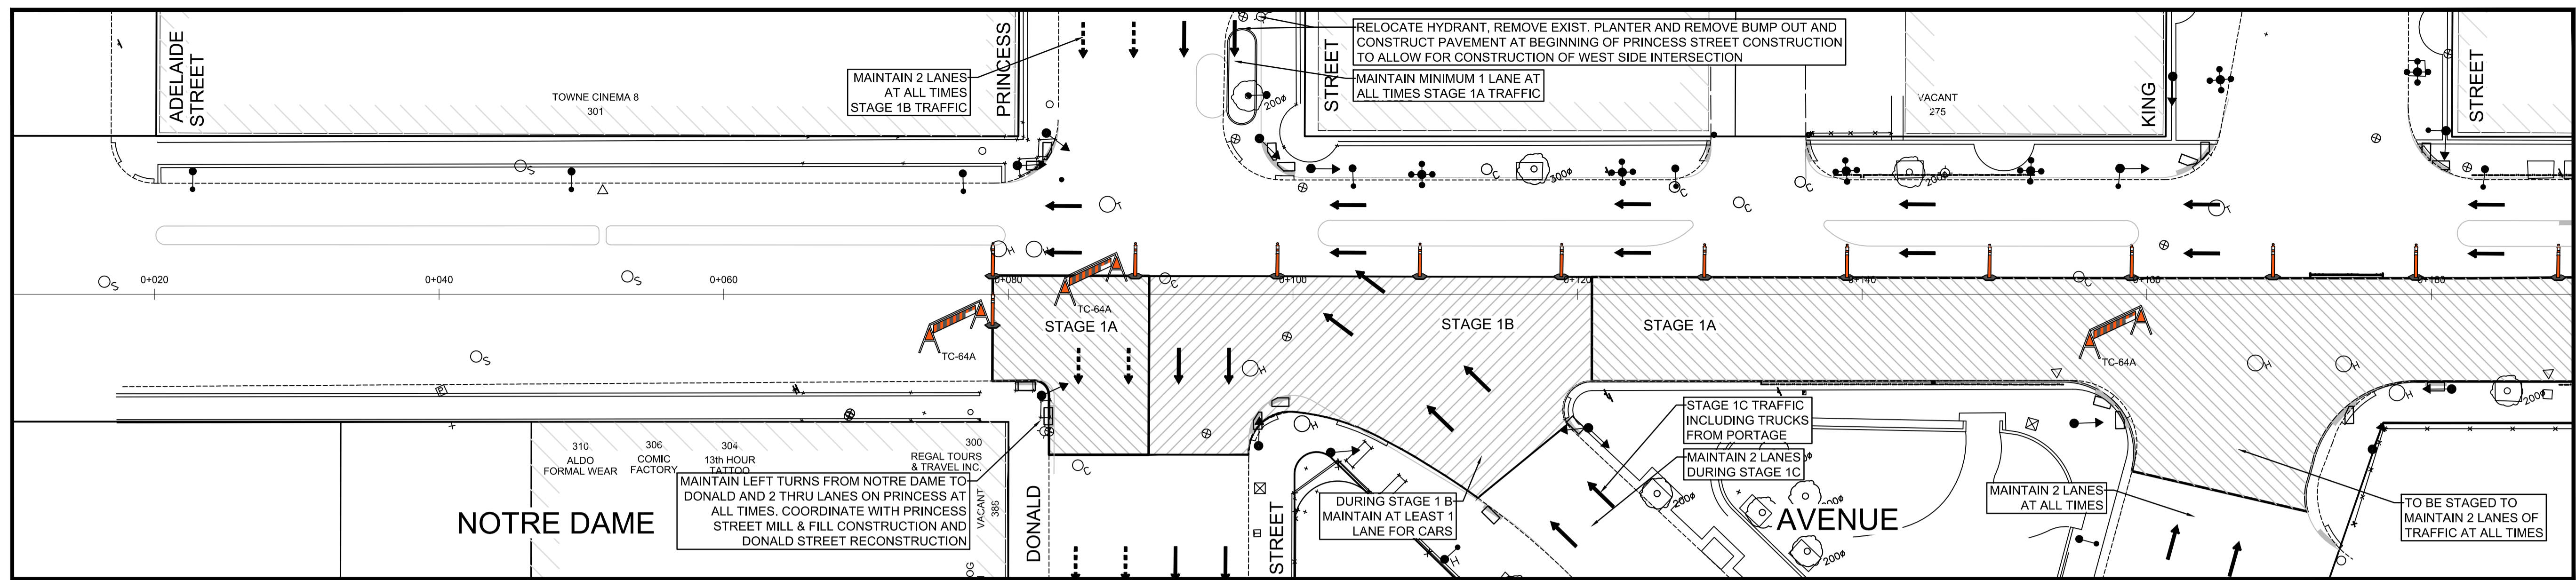 ADELAIDE
STREET
TOWNE CINEMA 8
301
PRINCESS
STREET
MAINTAIN 2 LANES
AT ALL TIMES
STAGE 1B TRAFFIC
RELOCATE HYDRANT, REMOVE EXIST. PLANTER AND REMOVE BUMP OUT AND
CONSTRUCT PAVEMENT AT BEGINNING OF PRINCESS STREET CONSTRUCTION
TO ALLOW FOR CONSTRUCTION OF WEST SIDE INTERSECTION
MAINTAIN MINIMUM 1 LANE AT
ALL TIMES STAGE 1A TRAFFIC
VACANT
275
KING
STREET
200ø
300ø
200ø
C
C
C
C
T
T
S
H
H
S
S
C
C
0+020
0+040
0+060
0+080
0+100
0+120
0+140
0+160
0+180
TC-64A
STAGE 1A
STAGE 1B
STAGE 1A
TC-64A
TC-64A
S
H
H
H
H
H
C
200ø
310
ALDO
FORMAL WEAR
306
COMIC
FACTORY
304
13th HOUR
TATTOO
300
REGAL TOURS
& TRAVEL INC.
VACANT
385
MAINTAIN LEFT TURNS FROM NOTRE DAME TO
DONALD AND 2 THRU LANES ON PRINCESS AT
ALL TIMES. COORDINATE WITH PRINCESS
STREET MILL & FILL CONSTRUCTION AND
DONALD STREET RECONSTRUCTION
NOTRE DAME
AVENUE
DONALD
STREET
DURING STAGE 1 B
MAINTAIN AT LEAST 1
LANE FOR CARS
STAGE 1C TRAFFIC
INCLUDING TRUCKS
FROM PORTAGE
MAINTAIN 2 LANES
DURING STAGE 1C
200ø
200ø
MAINTAIN 2 LANES
AT ALL TIMES
TO BE STAGED TO
MAINTAIN 2 LANES OF
TRAFFIC AT ALL TIMES
H